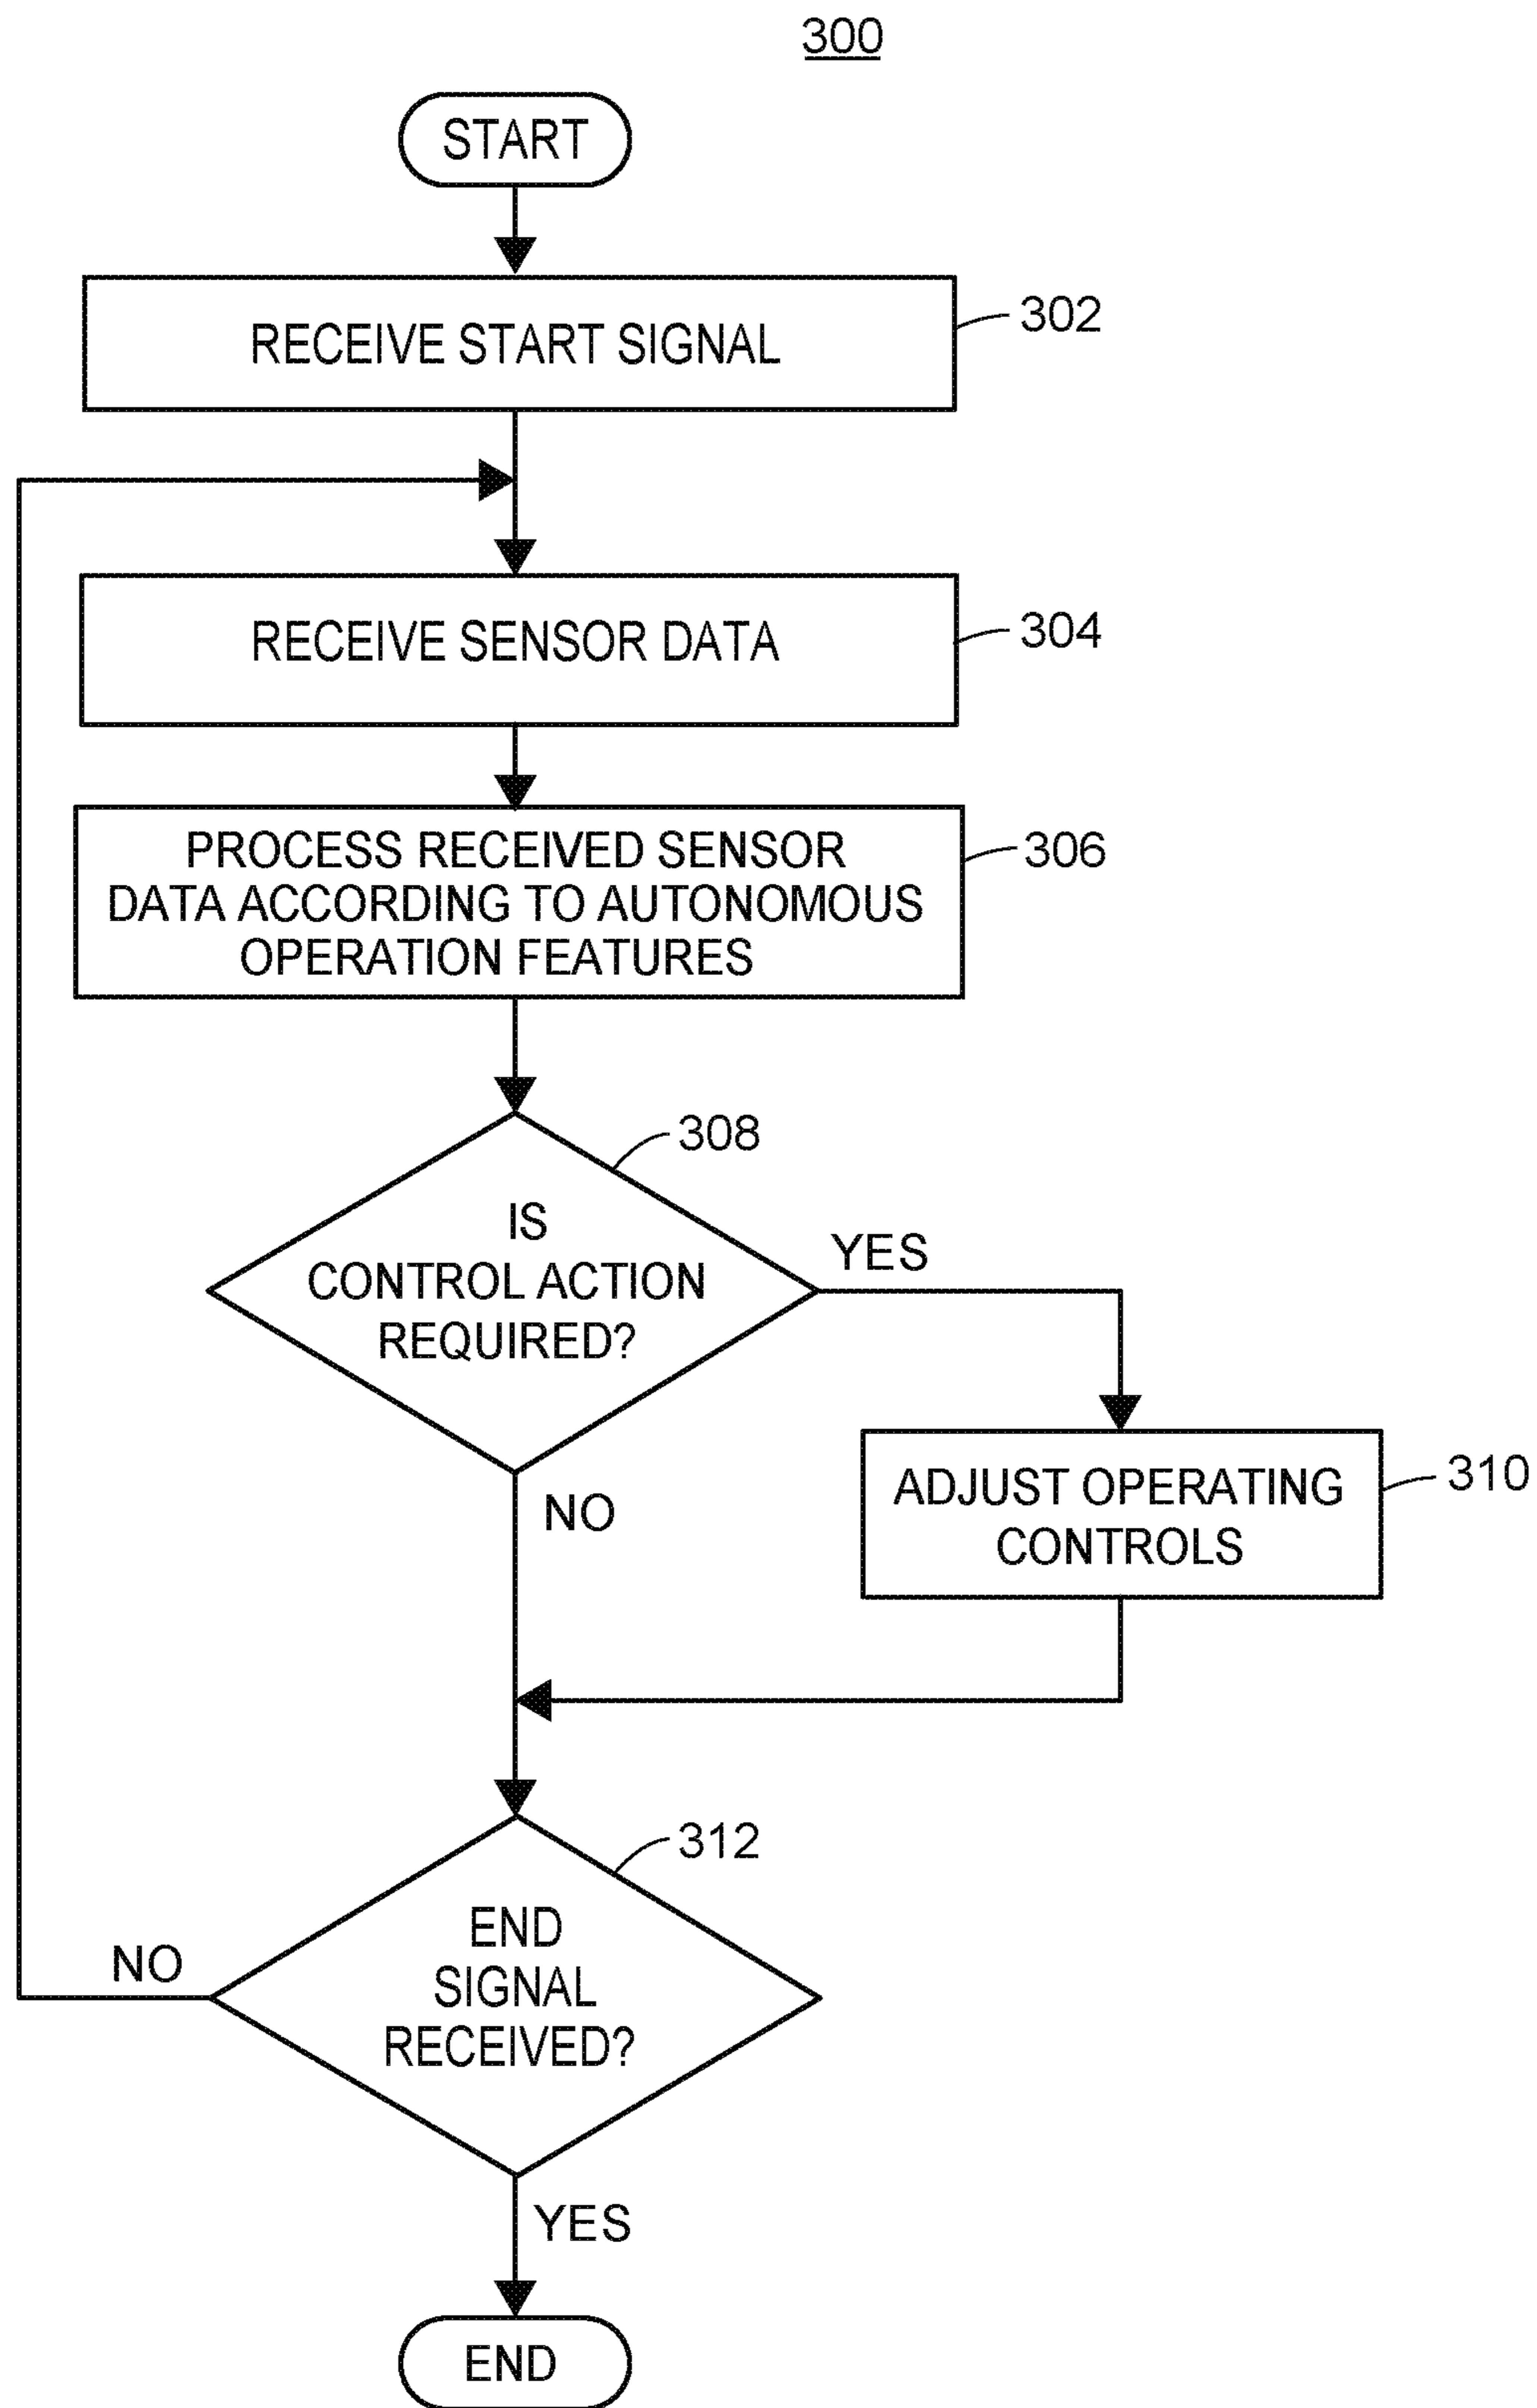 300
START
RECEIVE START SIGNAL
302
RECEIVE SENSOR DATA
304
PROCESS RECEIVED SENSOR
DATA ACCORDING TO AUTONOMOUS
OPERATION FEATURES
306
308
IS
CONTROL ACTION
REQUIRED?
YES
NO
ADJUST OPERATING
CONTROLS
310
312
END
SIGNAL
RECEIVED?
NO
YES
END